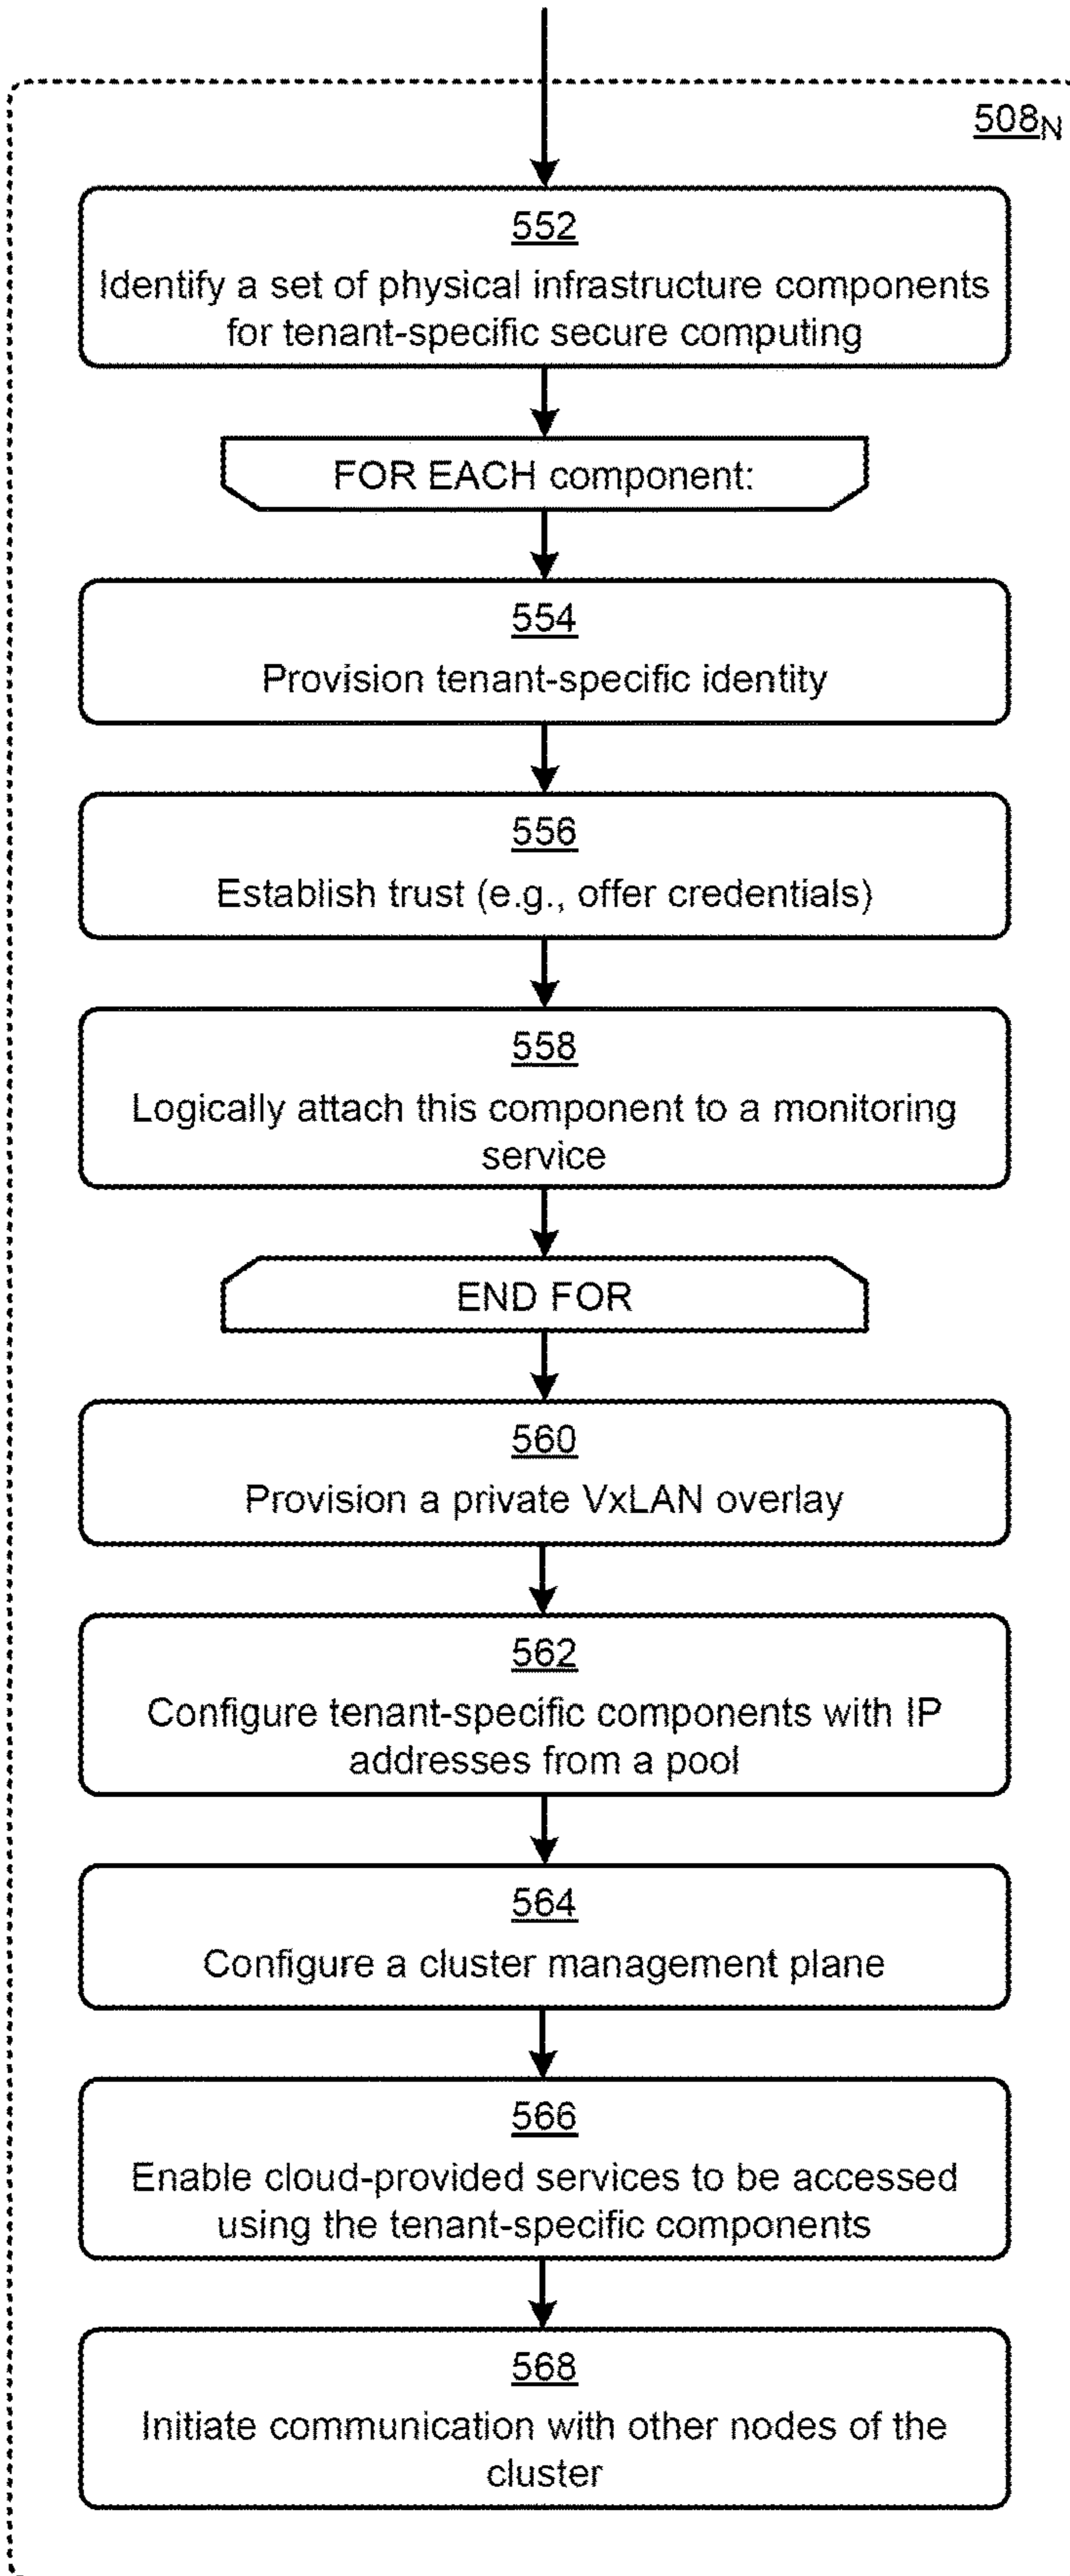 508N
552
Identify a set of physical infrastructure components
for tenant-specific secure computing
FOR EACH component:
554
Provision tenant-specific identity
556
Establish trust (e.g., offer credentials)
558
Logically attach this component to a monitoring
service
END FOR
560
Provision a private VxLAN overlay
562
Configure tenant-specific components with IP
addresses from a pool
564
Configure a cluster management plane
566
Enable cloud-provided services to be accessed
using the tenant-specific components
568
Initiate communication with other nodes of the
cluster